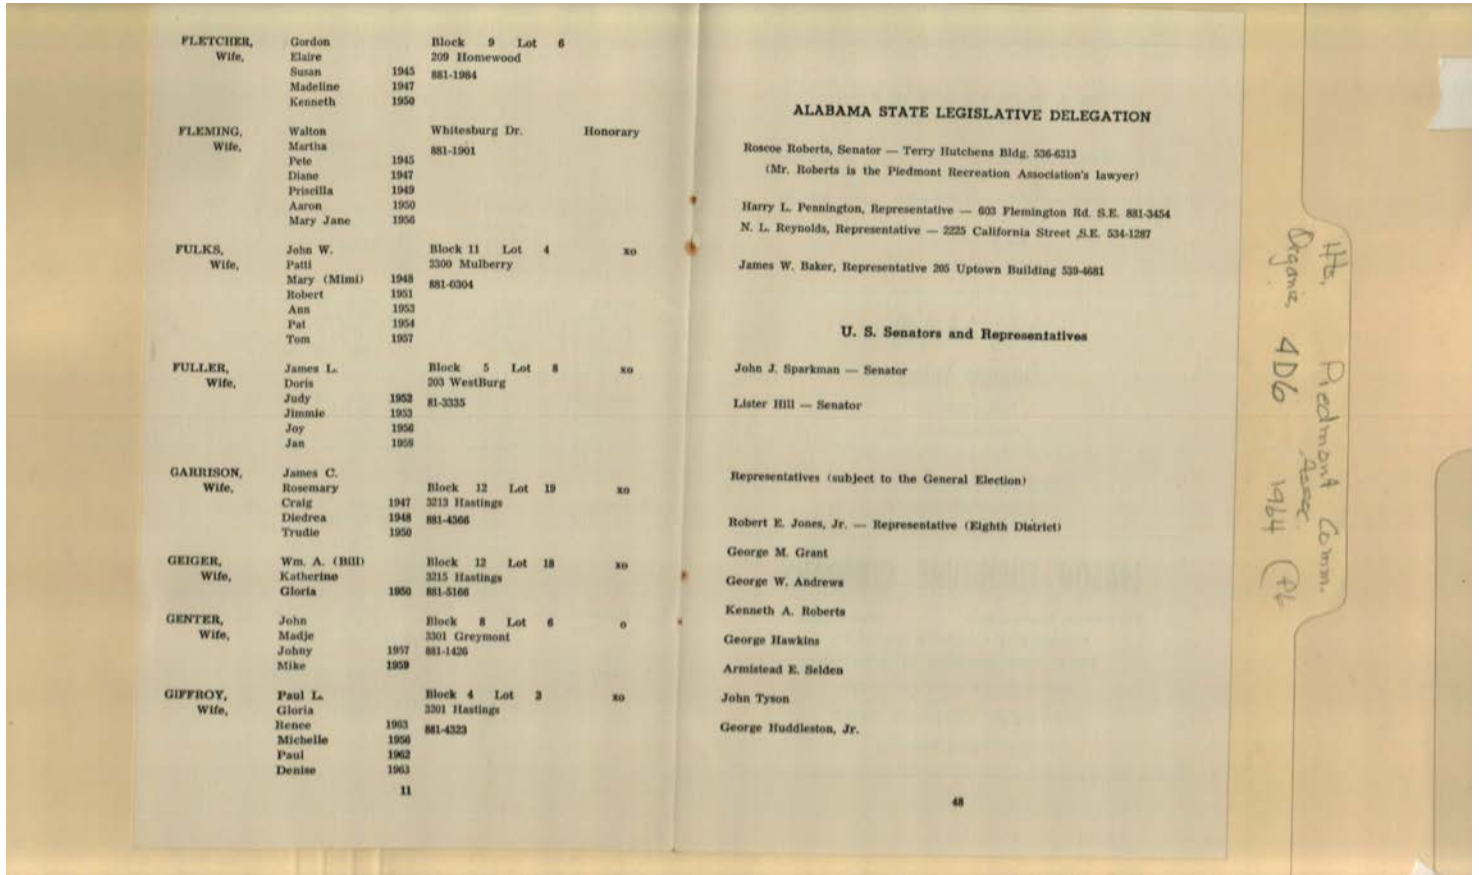 FLETCHER, Gordon Block 9 Lot 6
Wife, Elaire 209 Homewood
Susan 1945 881-1984
Madeline 1947
Kenneth 1950
FLEMING, Walton Whitesburg Dr. Honorary
Wife, Martha 881-1901
Pete 1945
Diane 1947
Priscilla 1949
Aaron 1950
Mary Jane 1956
FULKS, John W. Block 11 Lot 4 xo
Wife, Patti 3300 Mulberry
Mary (Mimi) 1948 881-6304
Robert 1951
Ann 1953
Pat 1954
Tom 1957
FULLER, James L. Block 5 Lot 8 xo
Wife, Doris 203 WestBurg
Judy 1952 81-3335
Jimmie 1953
Joy 1956
Jan 1959
GARRISON, James C.
Wife, Rosemary Block 12 Lot 19 xo
Craig 1947 3213 Hastings
Diedrea 1948 881-4366
Trudie 1950
GEIGER, Wm. A. (Bill) Block 12 Lot 18 xo
Wife, Katherine 3215 Hastings
Gloria 1950 881-5166
GENTER, John Block 8 Lot 6 o
Wife, Madje 3301 Greymont
Johny 1957 881-1426
Mike 1959
GIFFROY, Paul L. Block 4 Lot 3 xo
Wife, Gloria 3201 Hastings
Renee 881-4323
Michelle 1956
Paul 1962
Denise 1963
11
ALABAMA STATE LEGISLATIVE DELEGATION
Roscoe Roberts, Senator — Terry Hutchens Bldg. 536-6313
(Mr. Roberts is the Piedmont Recreation Association's lawyer)
Harry L. Pennington, Representative — 603 Flemington Rd. S.E. 881-3454
N. L. Reynolds, Representative — 2225 California Street ,S.E. 534-1287
James W. Baker, Representative 205 Uptown Building 539-4681
U. S. Senators and Representatives
John J. Sparkman — Senator
Lister Hill — Senator
Representatives (subject to the General Election)
Robert E. Jones, Jr. — Representative (Eighth District)
George M. Grant
George W. Andrews
Kenneth A. Roberts
George Hawkins
Armistead E. Selden
John Tyson
George Huddleston, Jr.
48
Hts, Piedmont Comm.
Assoc.
Organiz, 4D6 1964